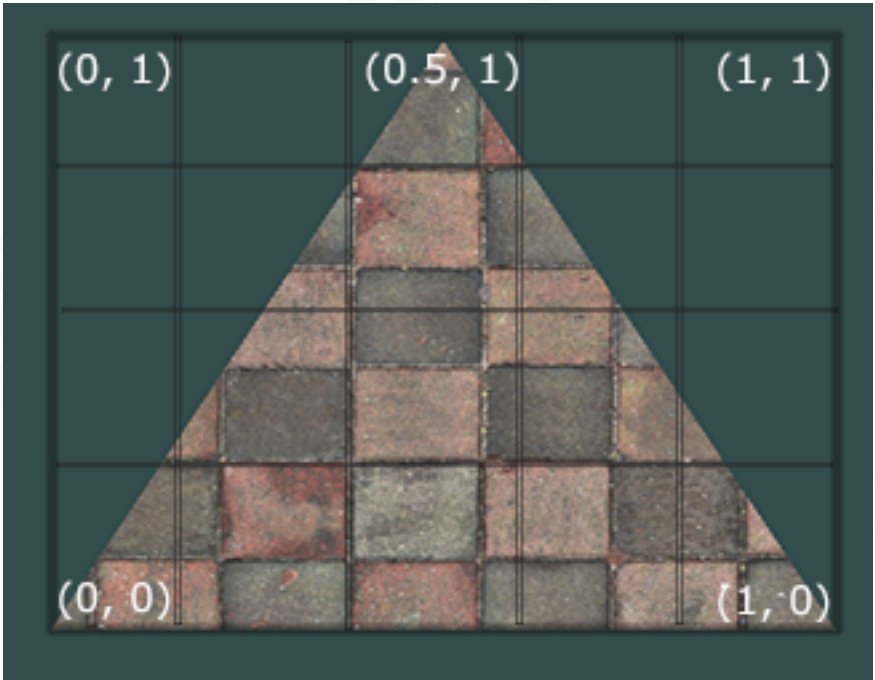 (0, 1) (0.5, 1) (1, 1)
(0, 0) (1, 0)